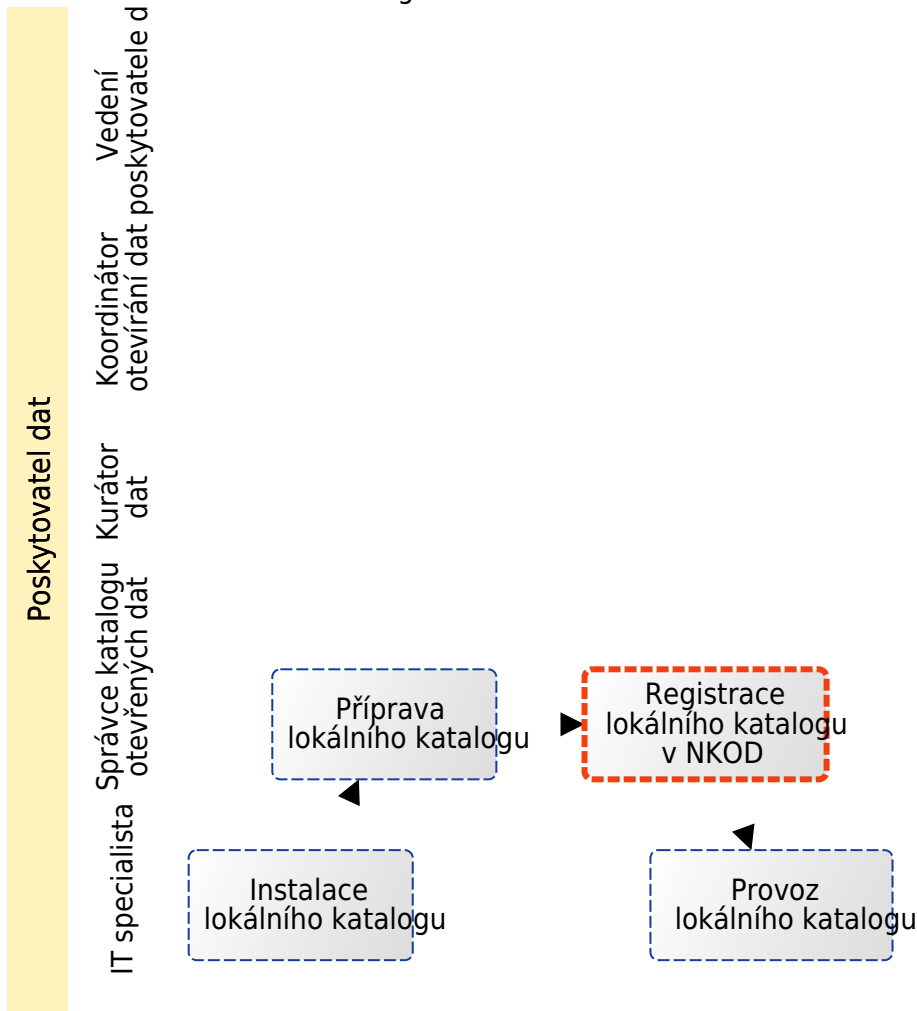 Poskytovatel dat
Vedení
poskytovatele d
Koordinátor
otevírání dat
Kurátor
dat
Správce katalogu
otevřených dat
IT specialista
Příprava
lokálního katalogu
Registrace
lokálního katalogu
v NKOD
Instalace
lokálního katalogu
Provoz
lokálního katalogu